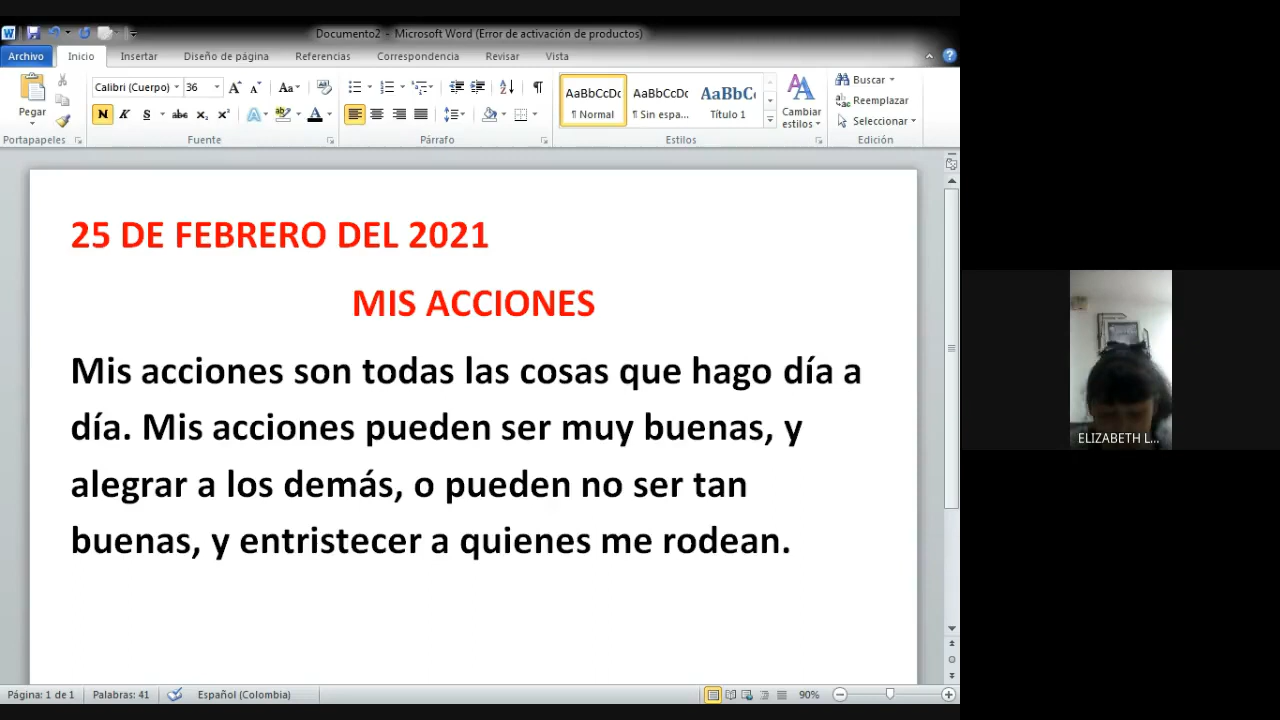 Documento2 - Microsoft Word (Error de activación de productos)
Archivo Inicio Insertar Diseño de página Referencias Correspondencia Revisar Vista
Pegar
Calibri (Cuerpo) 36
AaBbCcDc AaBbCcDc AaBbC
¶ Normal ¶ Sin espa... Título 1
Cambiar estilos
Buscar
Reemplazar
Seleccionar
Portapapeles Fuente Párrafo Estilos Edición
25 DE FEBRERO DEL 2021
MIS ACCIONES
Mis acciones son todas las cosas que hago día a
día. Mis acciones pueden ser muy buenas, y
alegrar a los demás, o pueden no ser tan
buenas, y entristecer a quienes me rodean.
ELIZABETH L...
Página: 1 de 1 Palabras: 41 Español (Colombia) 90%